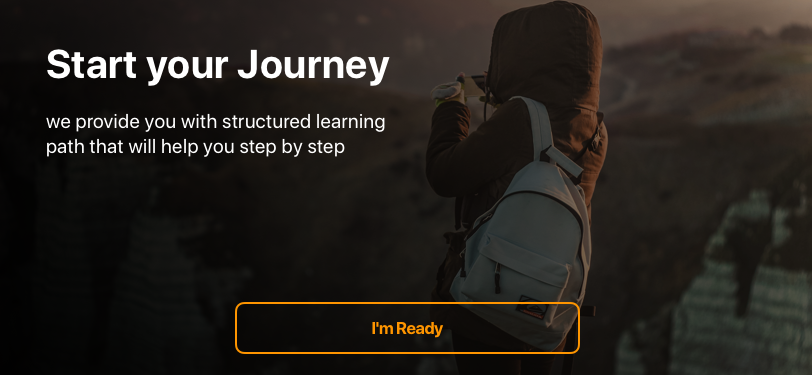 Start your Journey
we provide you with structured learning
path that will help you step by step
I'm Ready